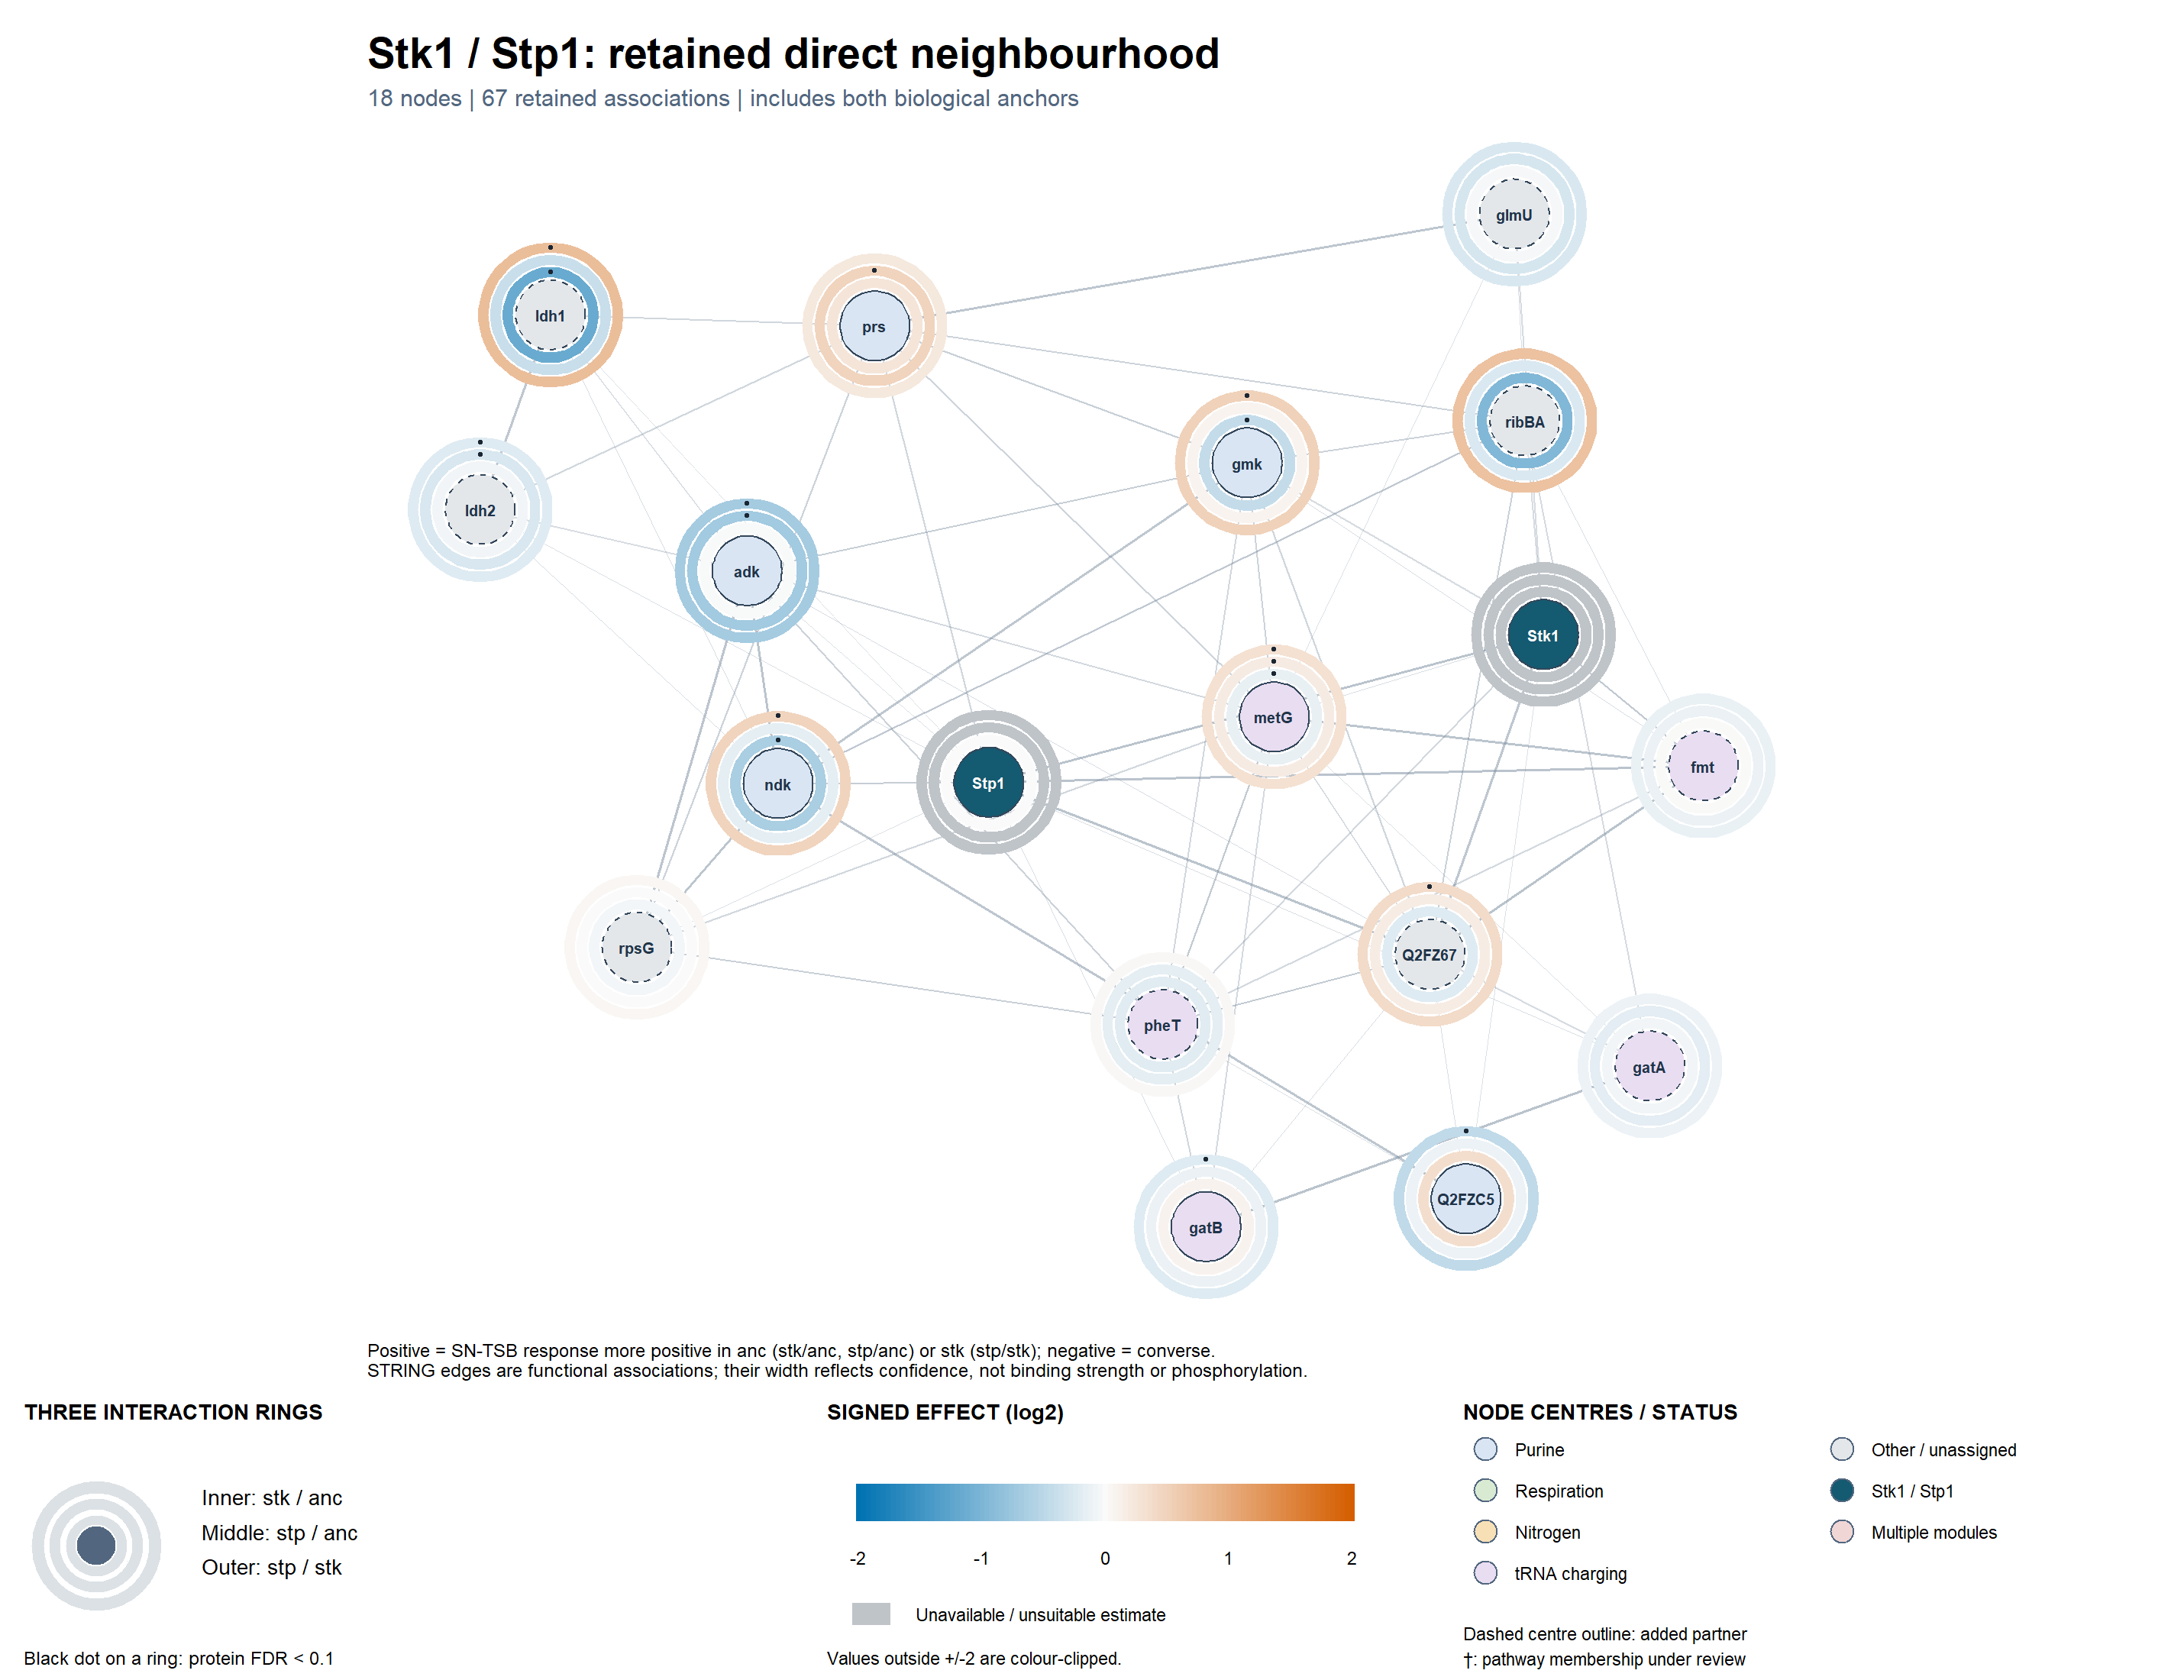 Stk1 / Stp1: retained direct neighbourhood
18 nodes | 67 retained associations | includes both biological anchors
glmU
ldh1
prs
ribBA
gmk
ldh2
adk
Stk1
metG
fmt
ndk
Stp1
rpsG
Q2FZ67
pheT
gatA
Q2FZC5
gatB
Positive = SN-TSB response more positive in anc (stk/anc, stp/anc) or stk (stp/stk); negative = converse.
STRING edges are functional associations; their width reflects confidence, not binding strength or phosphorylation.
THREE INTERACTION RINGS
Inner: stk / anc
Middle: stp / anc
Outer: stp / stk
Black dot on a ring: protein FDR < 0.1
SIGNED EFFECT (log2)
-2 -1 0 1 2
Unavailable / unsuitable estimate
Values outside +/-2 are colour-clipped.
NODE CENTRES / STATUS
Purine
Respiration
Nitrogen
tRNA charging
Other / unassigned
Stk1 / Stp1
Multiple modules
Dashed centre outline: added partner
†: pathway membership under review